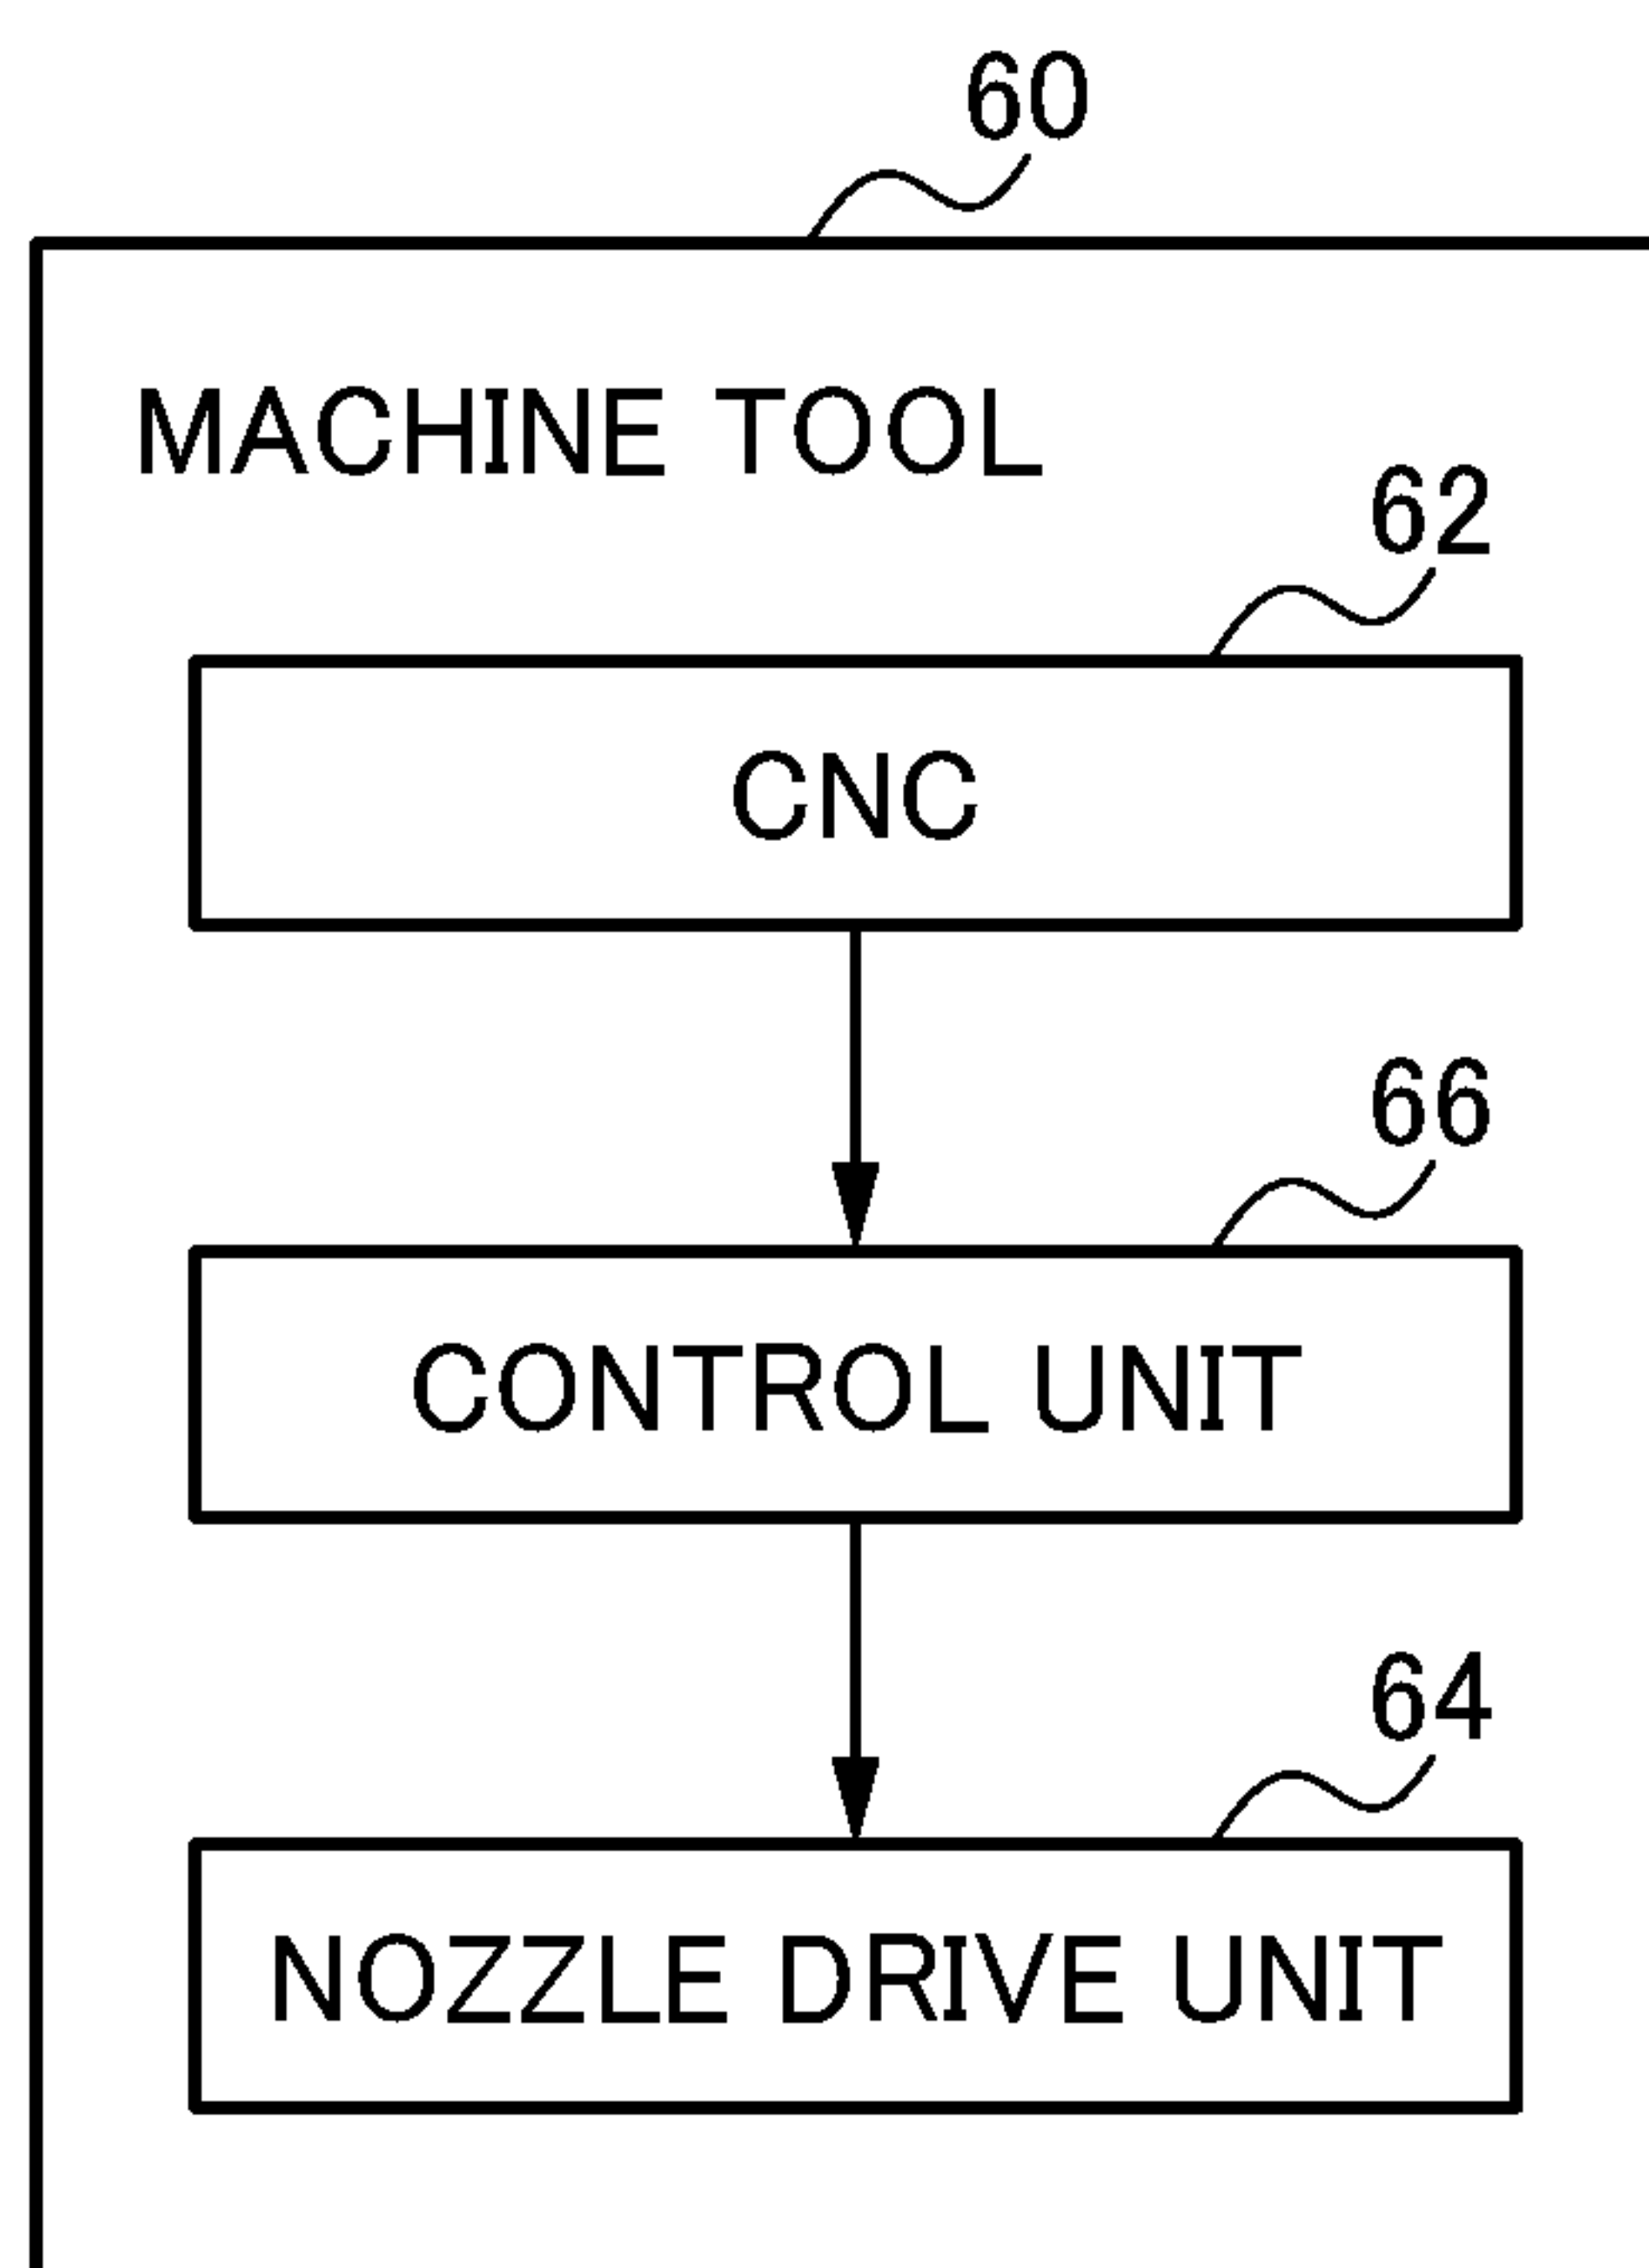 60
MACHINE TOOL
62
CNC
66
CONTROL UNIT
64
NOZZLE DRIVE UNIT